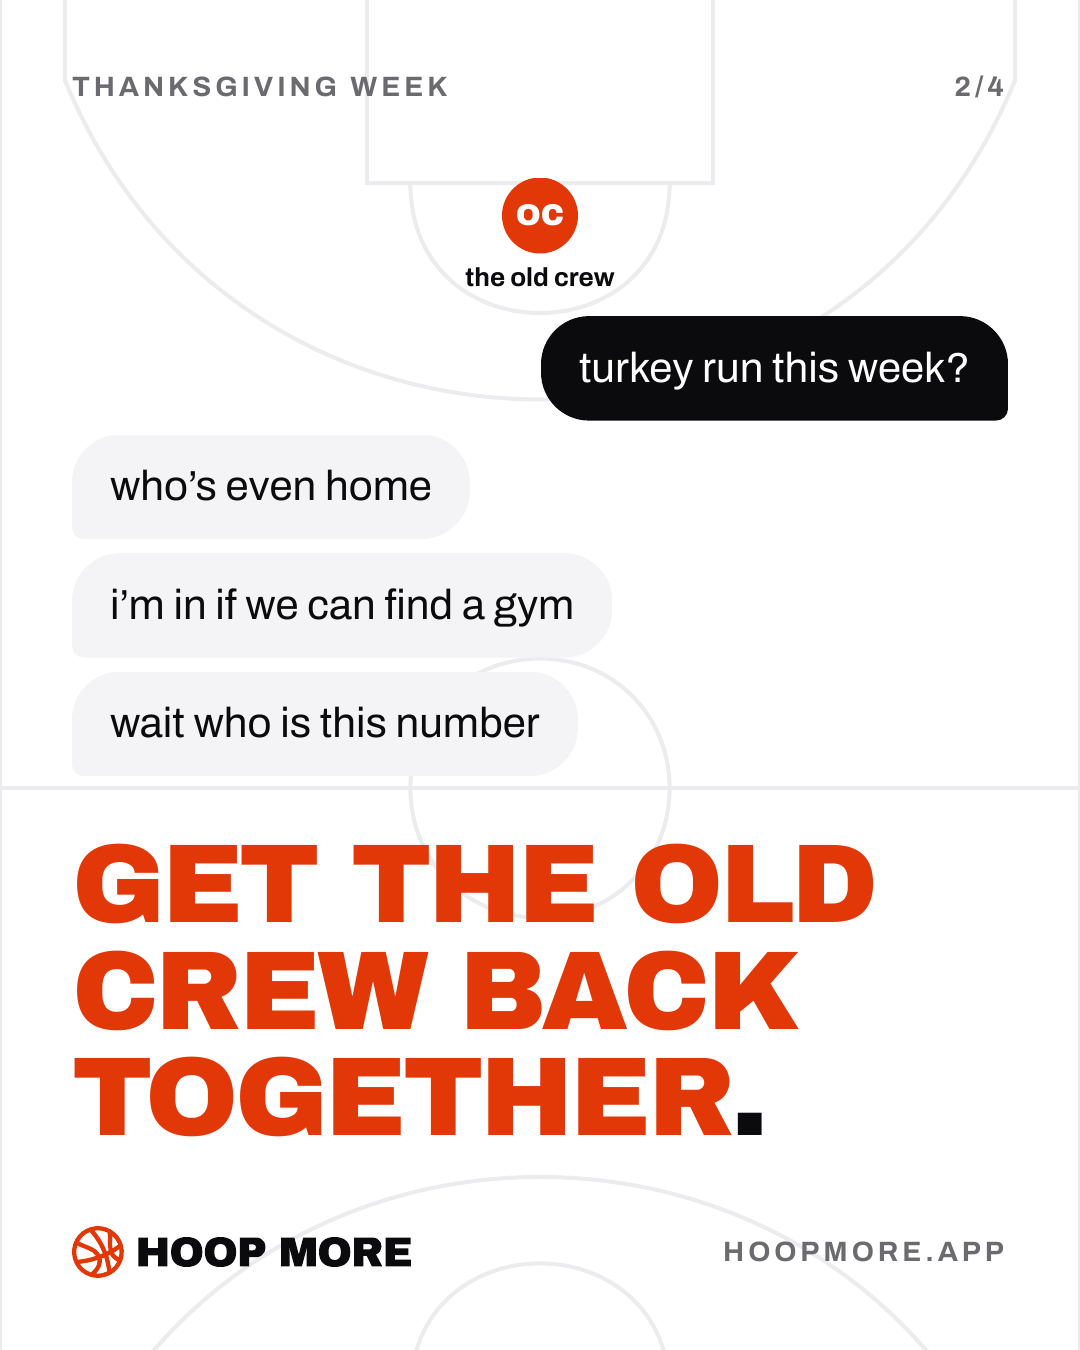 THANKSGIVING WEEK
2/4
OC
the old crew
turkey run this week?
who’s even home
i’m in if we can find a gym
wait who is this number
GET THE OLD
CREW BACK
TOGETHER.
HOOP MORE
HOOPMORE.APP